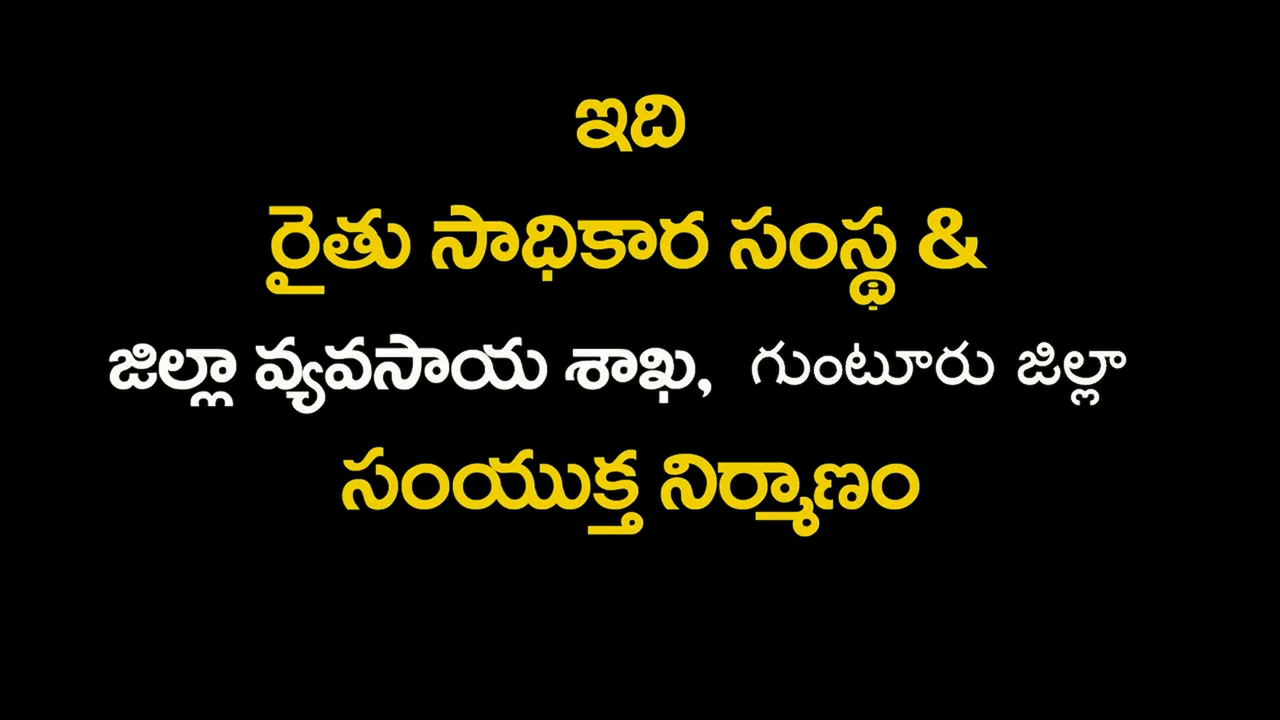 ఇది
రైతు సాధికార సంస్థ &
జిల్లా వ్యవసాయ శాఖ, గుంటూరు జిల్లా
సంయుక్త నిర్మాణం